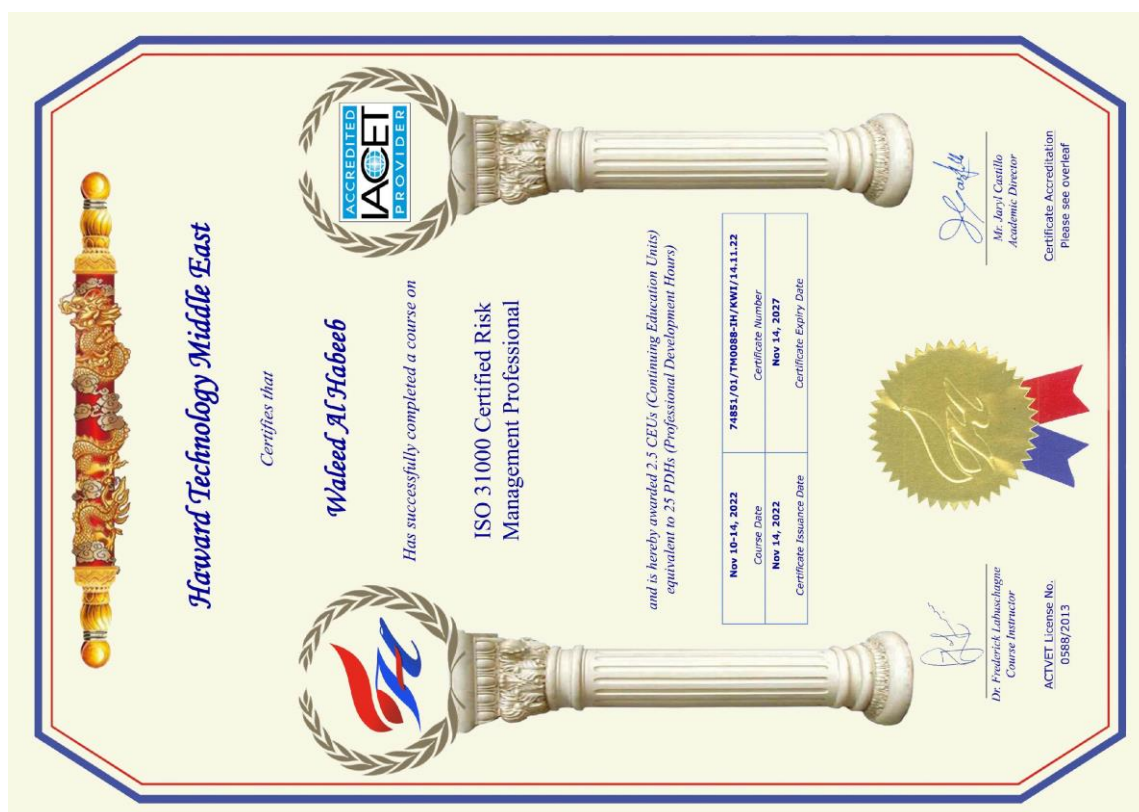 ACCREDITED
IACET
PROVIDER
Haward Technology Middle East
Certifies that
Waleed Al Habeeb
Has successfully completed a course on
ISO 31000 Certified Risk
Management Professional
and is hereby awarded 2.5 CEUs (Continuing Education Units)
equivalent to 25 PDHs (Professional Development Hours)
Nov 10-14, 2022 74851/01/TM0088-IH/KWI/14.11.22
Course Date Certificate Number
Nov 14, 2022 Nov 14, 2027
Certificate Issuance Date Certificate Expiry Date
Dr. Frederick Labuschagne
Course Instructor
Mr. Jaryl Castillo
Academic Director
ACTVET License No.
0588/2013
Certificate Accreditation
Please see overleaf